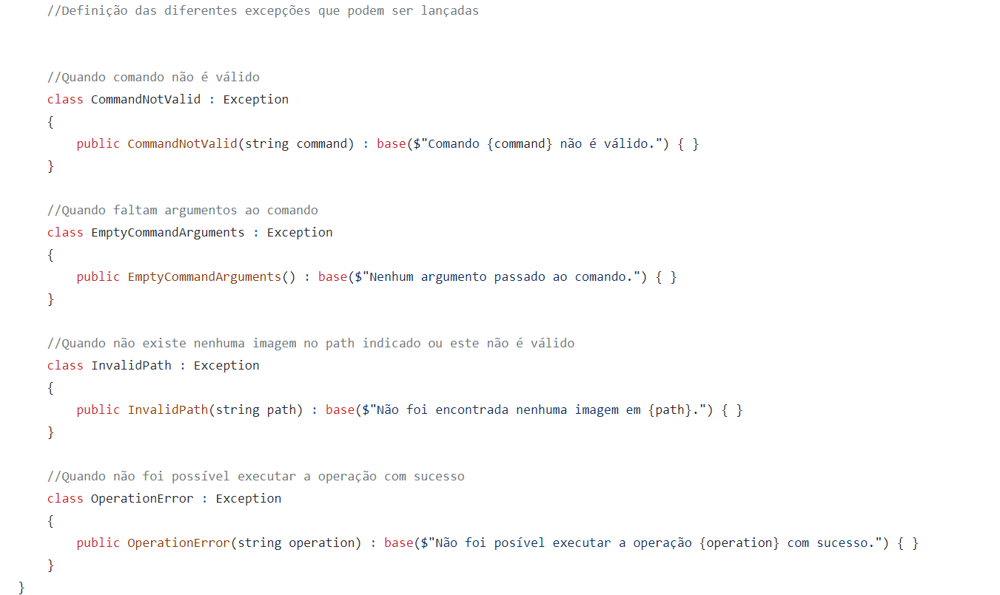 //Definição das diferentes excepções que podem ser lançadas
//Quando comando não é válido
class CommandNotValid : Exception
{
public CommandNotValid(string command) : base($"Comando {command} não é válido.") { }
}
//Quando faltam argumentos ao comando
class EmptyCommandArguments : Exception
{
public EmptyCommandArguments() : base($"Nenhum argumento passado ao comando.") { }
}
//Quando não existe nenhuma imagem no path indicado ou este não é válido
class InvalidPath : Exception
{
public InvalidPath(string path) : base($"Não foi encontrada nenhuma imagem em {path}.") { }
}
//Quando não foi possível executar a operação com sucesso
class OperationError : Exception
{
public OperationError(string operation) : base($"Não foi posível executar a operação {operation} com sucesso.") { }
}
}